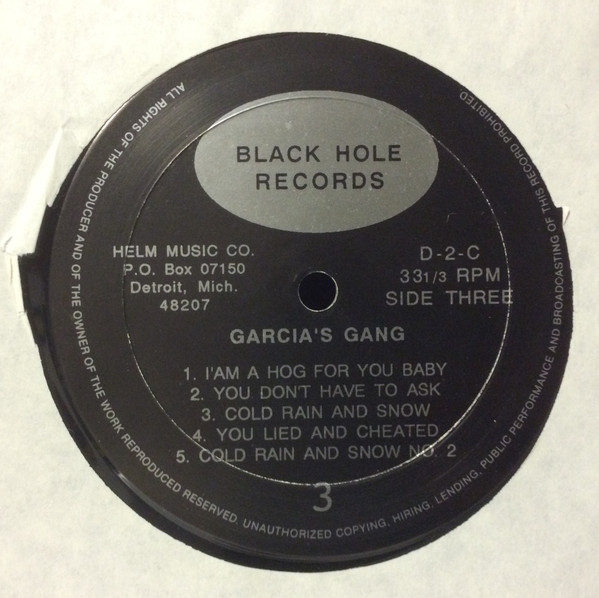 BLACK HOLE
RECORDS
HELM MUSIC CO.
P.O. Box 07150
Detroit, Mich.
48207
D-2-C
33 1/3 RPM
SIDE THREE
GARCIA'S GANG
1. I'AM A HOG FOR YOU BABY
2. YOU DON'T HAVE TO ASK
3. COLD RAIN AND SNOW
4. YOU LIED AND CHEATED
5. COLD RAIN AND SNOW NO. 2
3
ALL RIGHTS OF THE PRODUCER AND OF THE OWNER OF THE WORK REPRODUCED RESERVED. UNAUTHORIZED COPYING, HIRING, LENDING, PUBLIC PERFORMANCE AND BROADCASTING OF THIS RECORD PROHIBITED